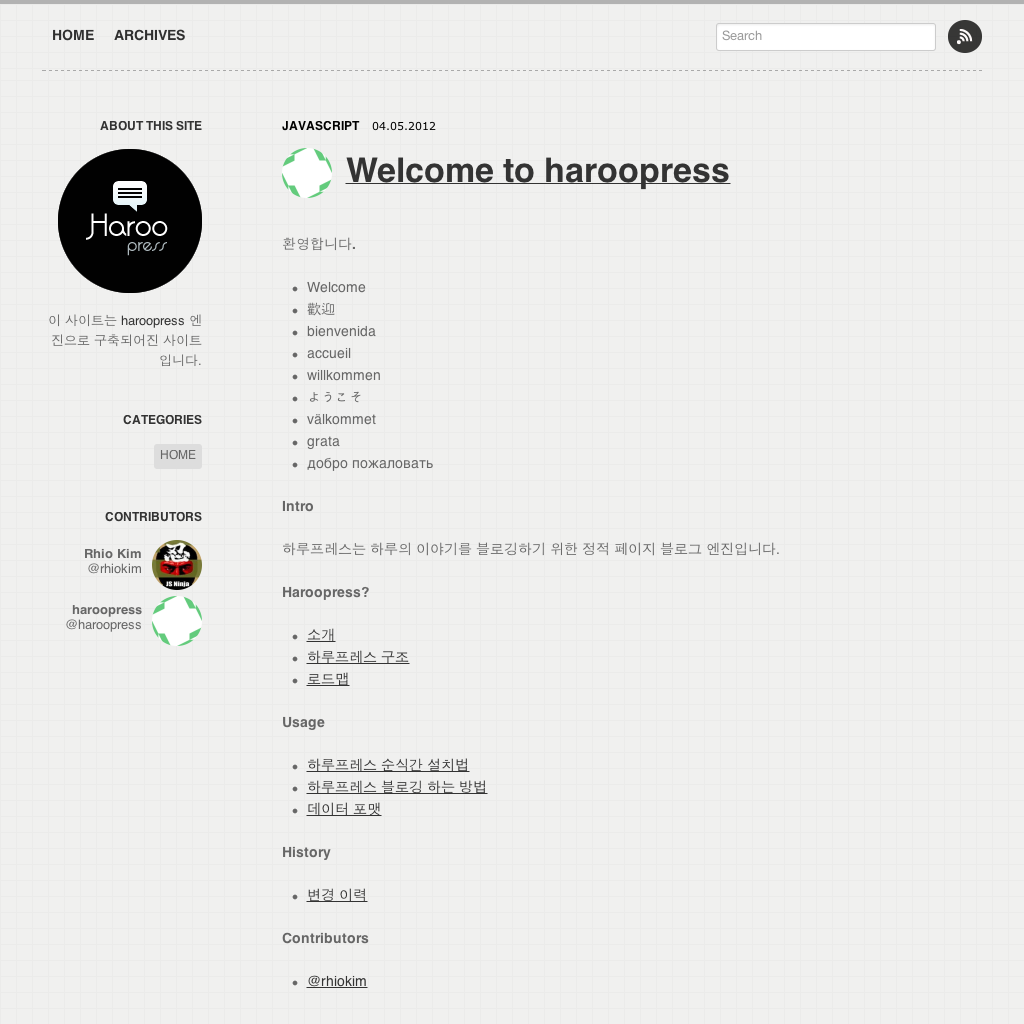 HOME ARCHIVES
Search
ABOUT THIS SITE
Haroo
press
이 사이트는 haroopress 엔
진으로 구축되어진 사이트
입니다.
CATEGORIES
HOME
CONTRIBUTORS
Rhio Kim
@rhiokim
JS Ninja
haroopress
@haroopress
JAVASCRIPT 04.05.2012
Welcome to haroopress
환영합니다.
Welcome
歡迎
bienvenida
accueil
willkommen
ようこそ
välkommet
grata
добро пожаловать
Intro
하루프레스는 하루의 이야기를 블로깅하기 위한 정적 페이지 블로그 엔진입니다.
Haroopress?
소개
하루프레스 구조
로드맵
Usage
하루프레스 순식간 설치법
하루프레스 블로깅 하는 방법
데이터 포맷
History
변경 이력
Contributors
@rhiokim